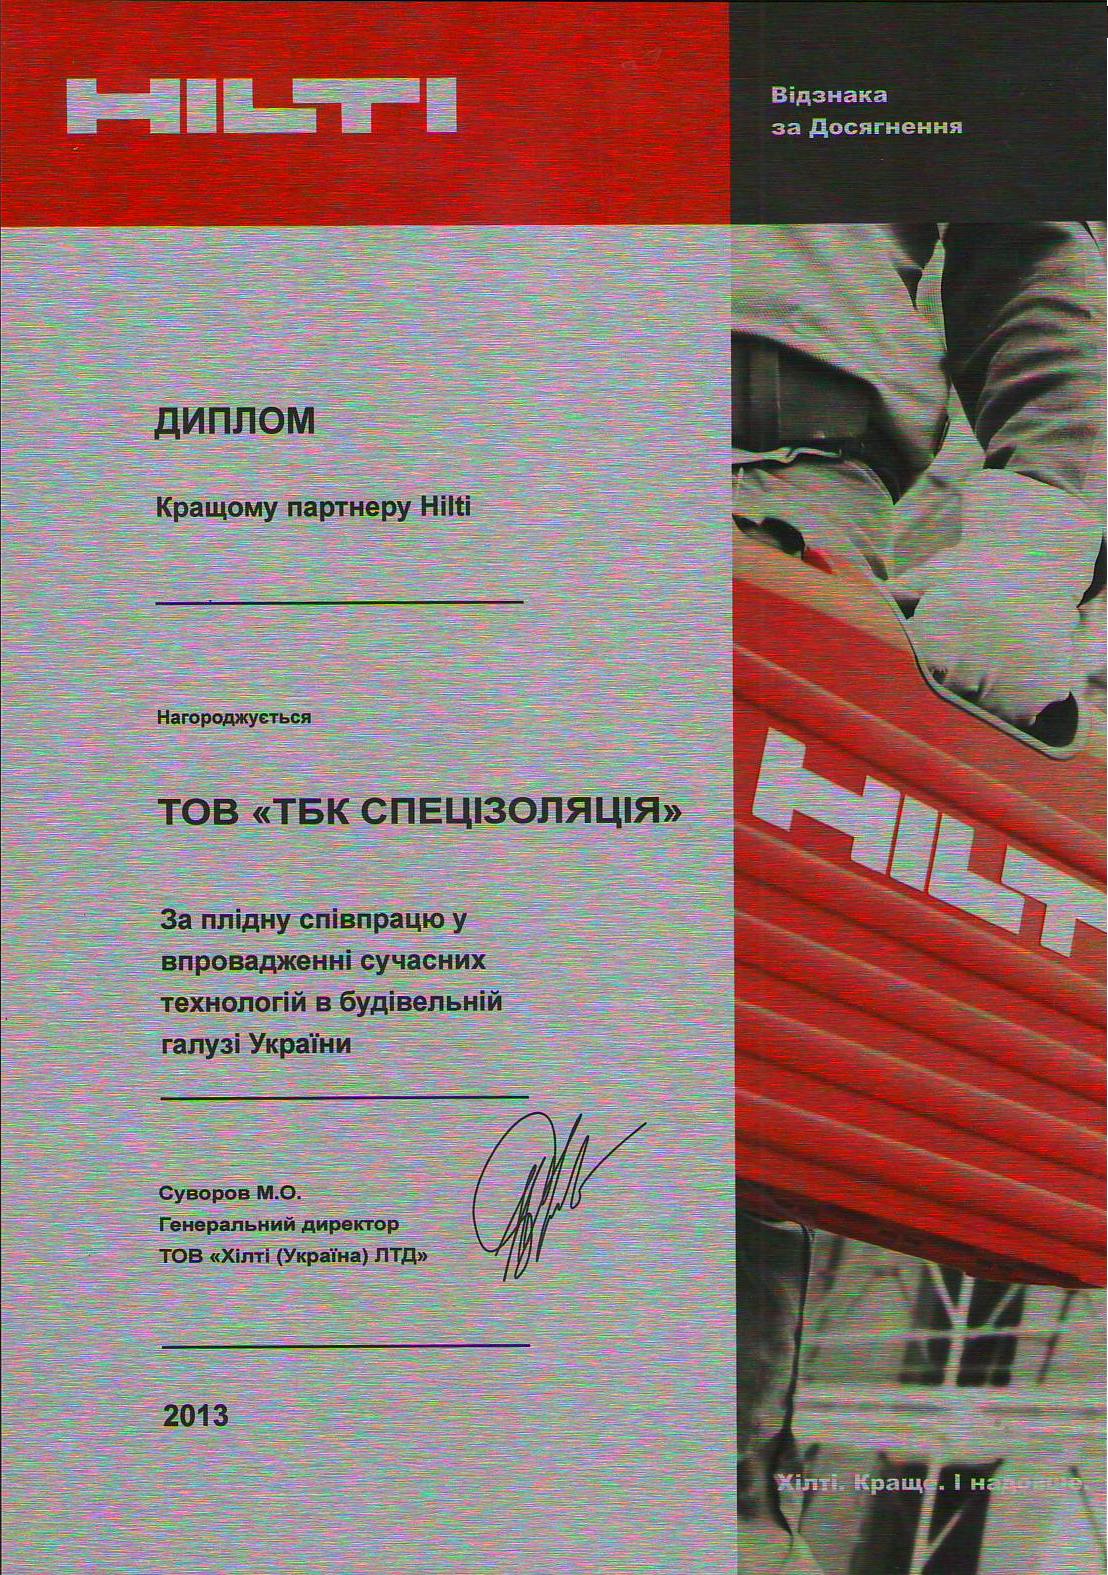 HILTI
Відзнака
за Досягнення
ДИПЛОМ
Кращому партнеру Hilti
Нагороджується
ТОВ «ТБК СПЕЦІЗОЛЯЦІЯ»
За плідну співпрацю у
впровадженні сучасних
технологій в будівельній
галузі України
Суворов М.О.
Генеральний директор
ТОВ «Хілті (Україна) ЛТД»
2013
HILT
Хілті. Краще. І надовше.